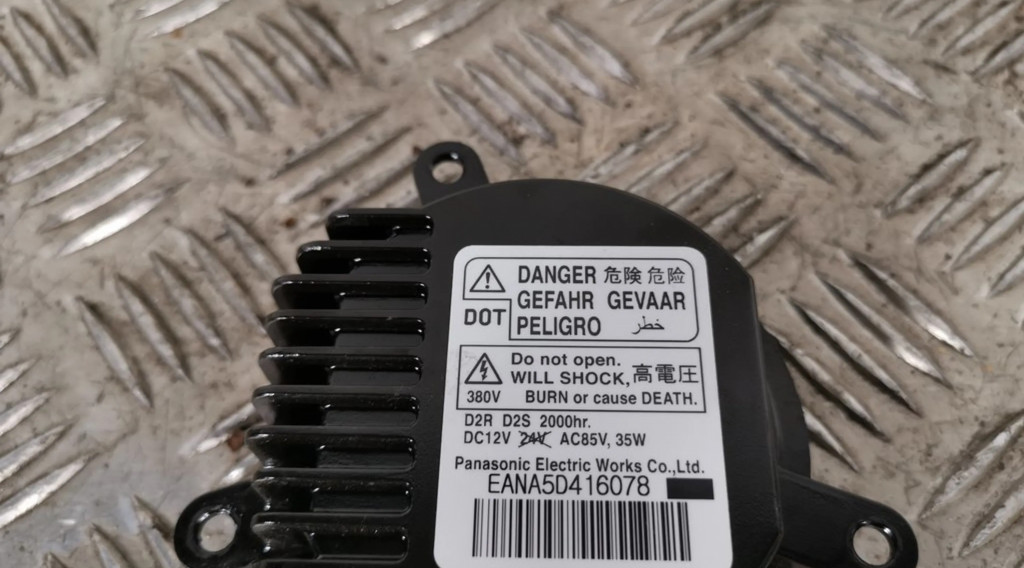 DANGER 危険 危险
GEFAHR GEVAAR
DOT
PELIGRO خطر
Do not open.
WILL SHOCK, 高電圧
380V BURN or cause DEATH.
D2R D2S 2000hr.
DC12V 24V AC85V, 35W
Panasonic Electric Works Co.,Ltd.
EANA5D416078